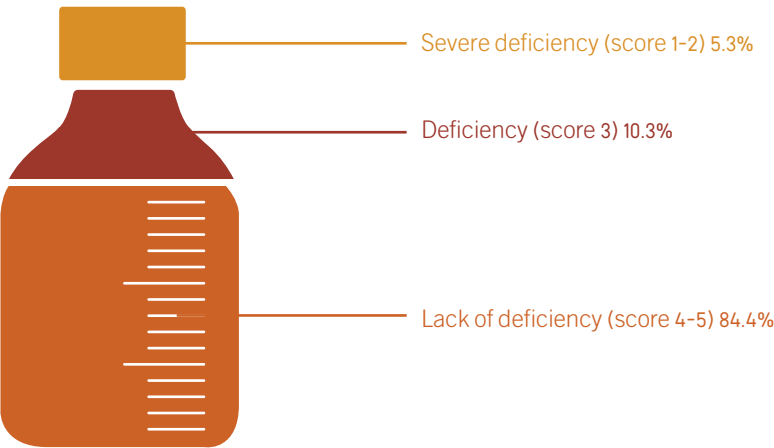 Severe deficiency (score 1-2) 5.3%
Deficiency (score 3) 10.3%
Lack of deficiency (score 4-5) 84.4%